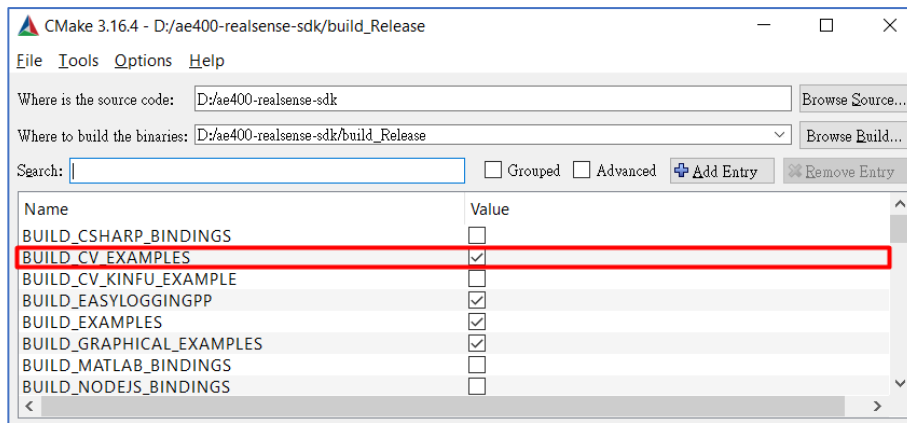 CMake 3.16.4 - D:/ae400-realsense-sdk/build_Release
File Tools Options Help
Where is the source code: D:/ae400-realsense-sdk Browse Source...
Where to build the binaries: D:/ae400-realsense-sdk/build_Release Browse Build...
Search: Grouped Advanced Add Entry Remove Entry
Name Value
BUILD_CSHARP_BINDINGS
BUILD_CV_EXAMPLES
BUILD_CV_KINFU_EXAMPLE
BUILD_EASYLOGGINGPP
BUILD_EXAMPLES
BUILD_GRAPHICAL_EXAMPLES
BUILD_MATLAB_BINDINGS
BUILD_NODEJS_BINDINGS